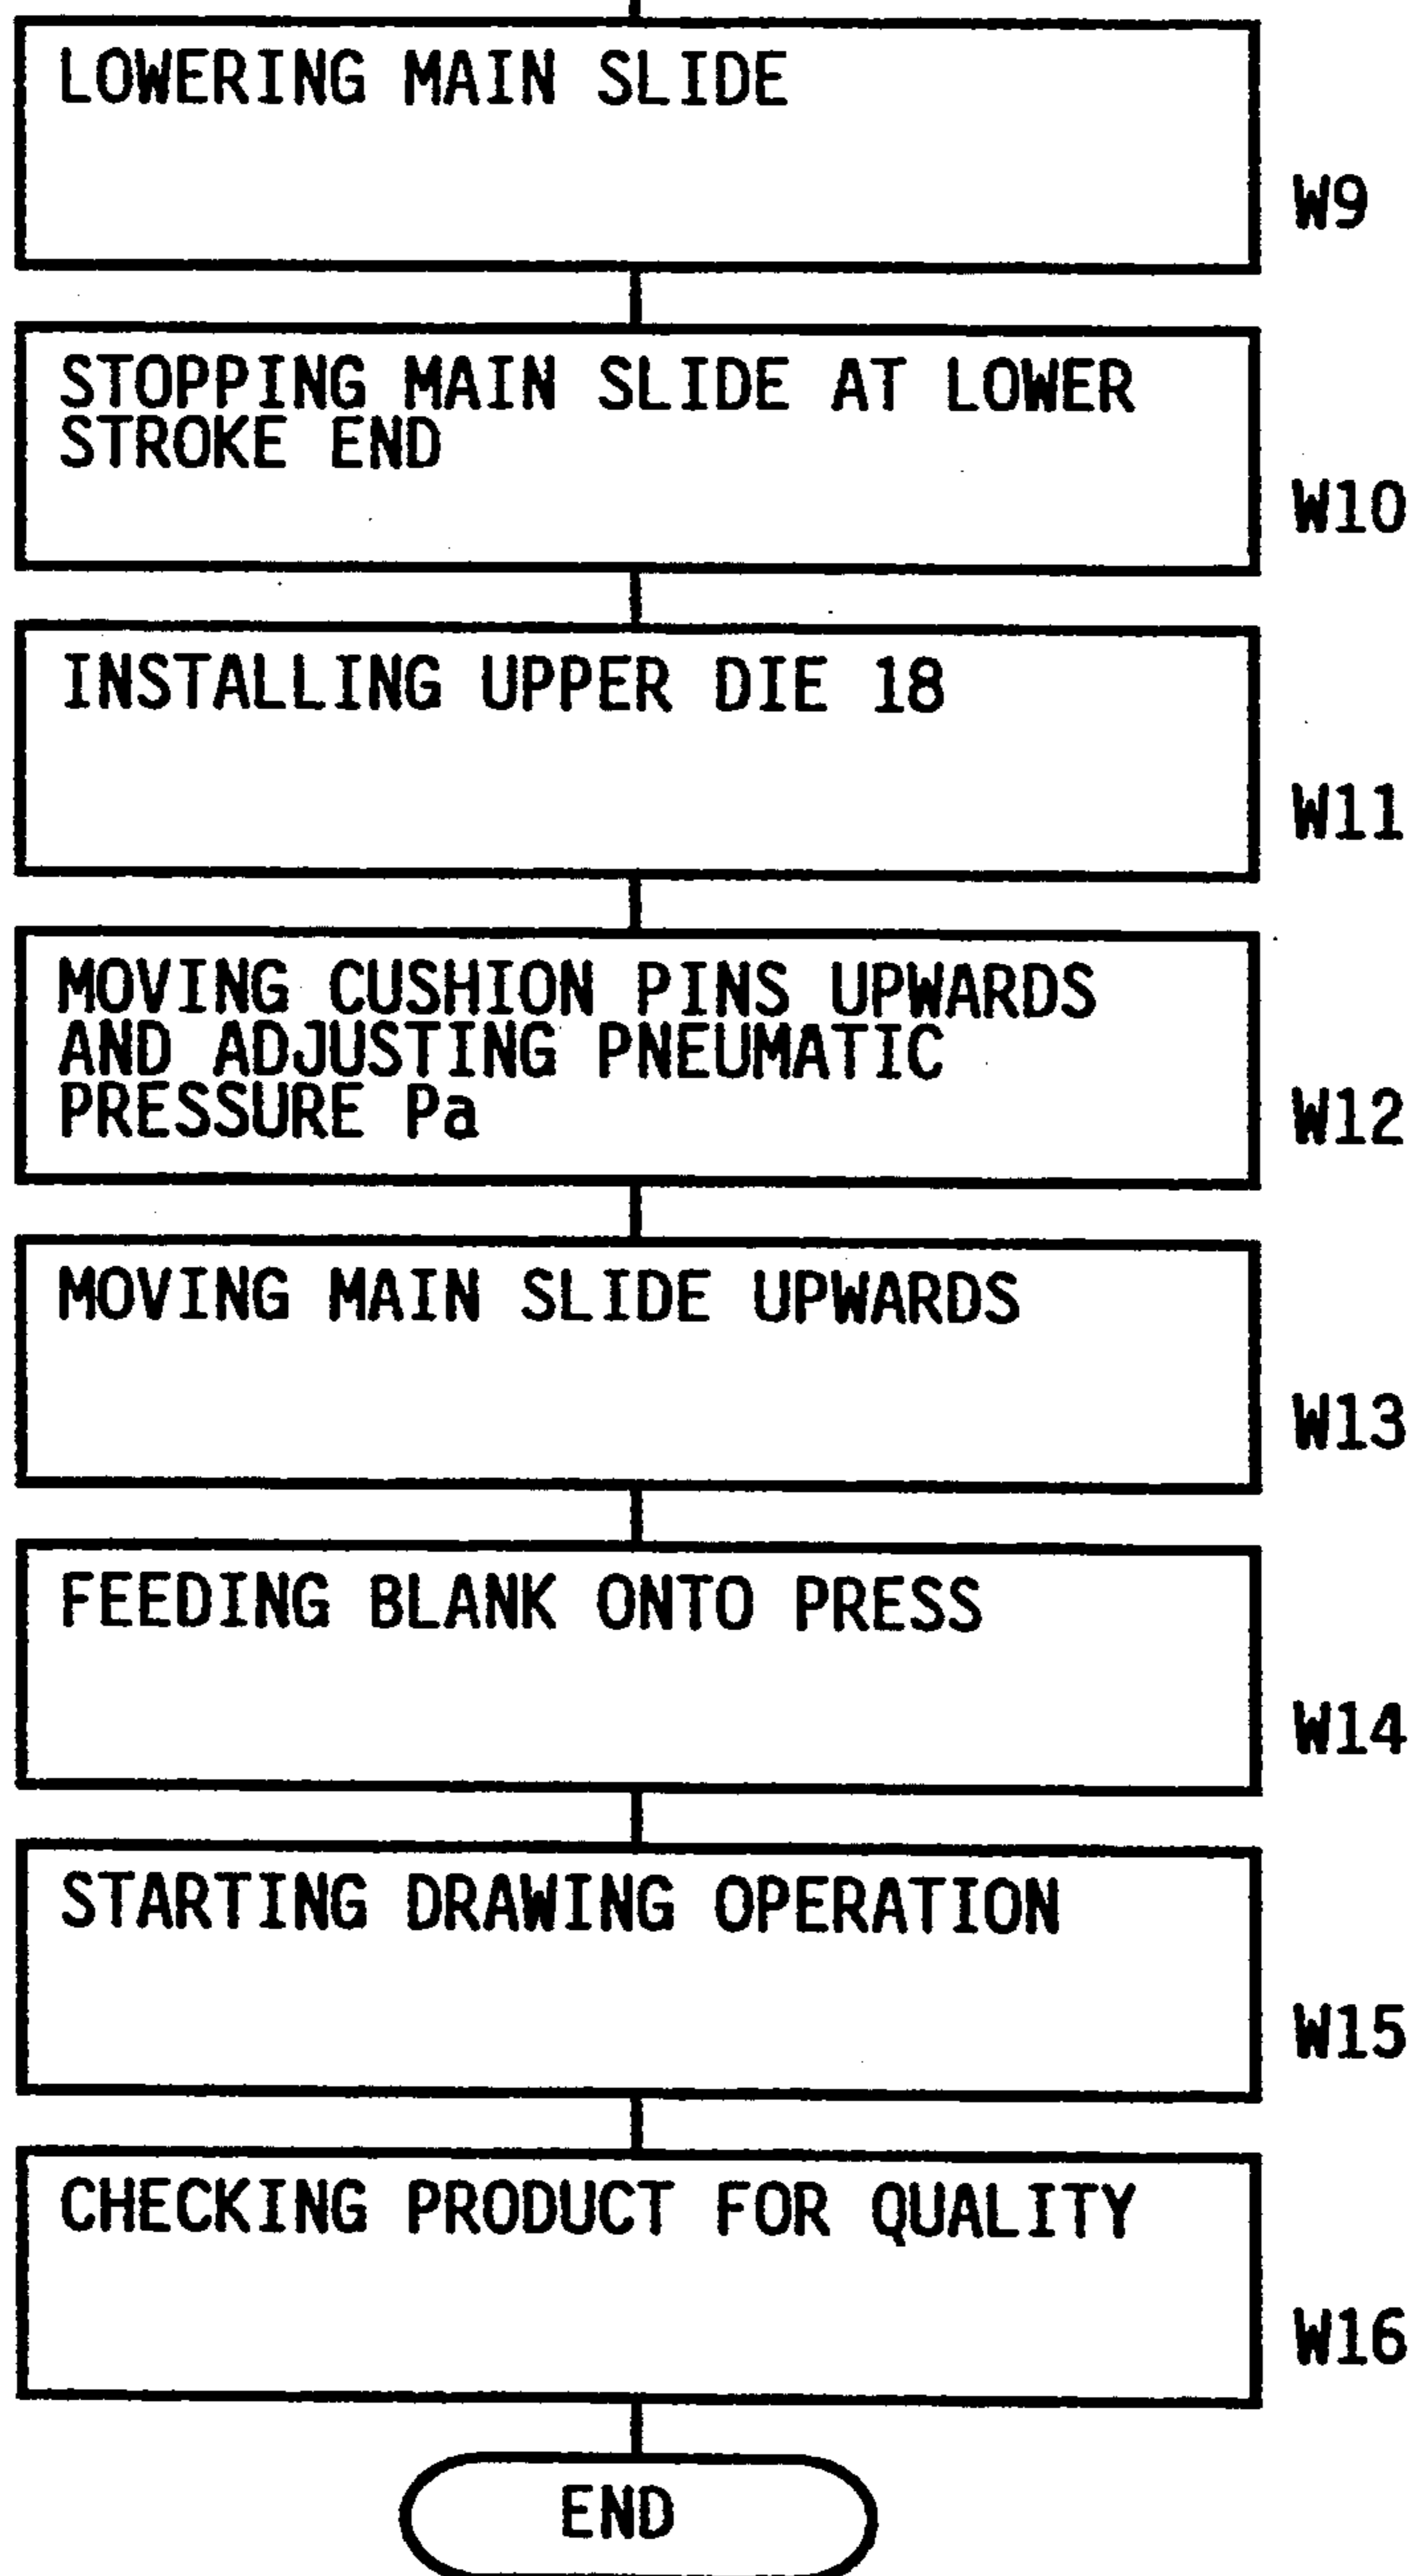 LOWERING MAIN SLIDE
W9
STOPPING MAIN SLIDE AT LOWER
STROKE END
W10
INSTALLING UPPER DIE 18
W11
MOVING CUSHION PINS UPWARDS
AND ADJUSTING PNEUMATIC
PRESSURE Pa
W12
MOVING MAIN SLIDE UPWARDS
W13
FEEDING BLANK ONTO PRESS
W14
STARTING DRAWING OPERATION
W15
CHECKING PRODUCT FOR QUALITY
W16
END